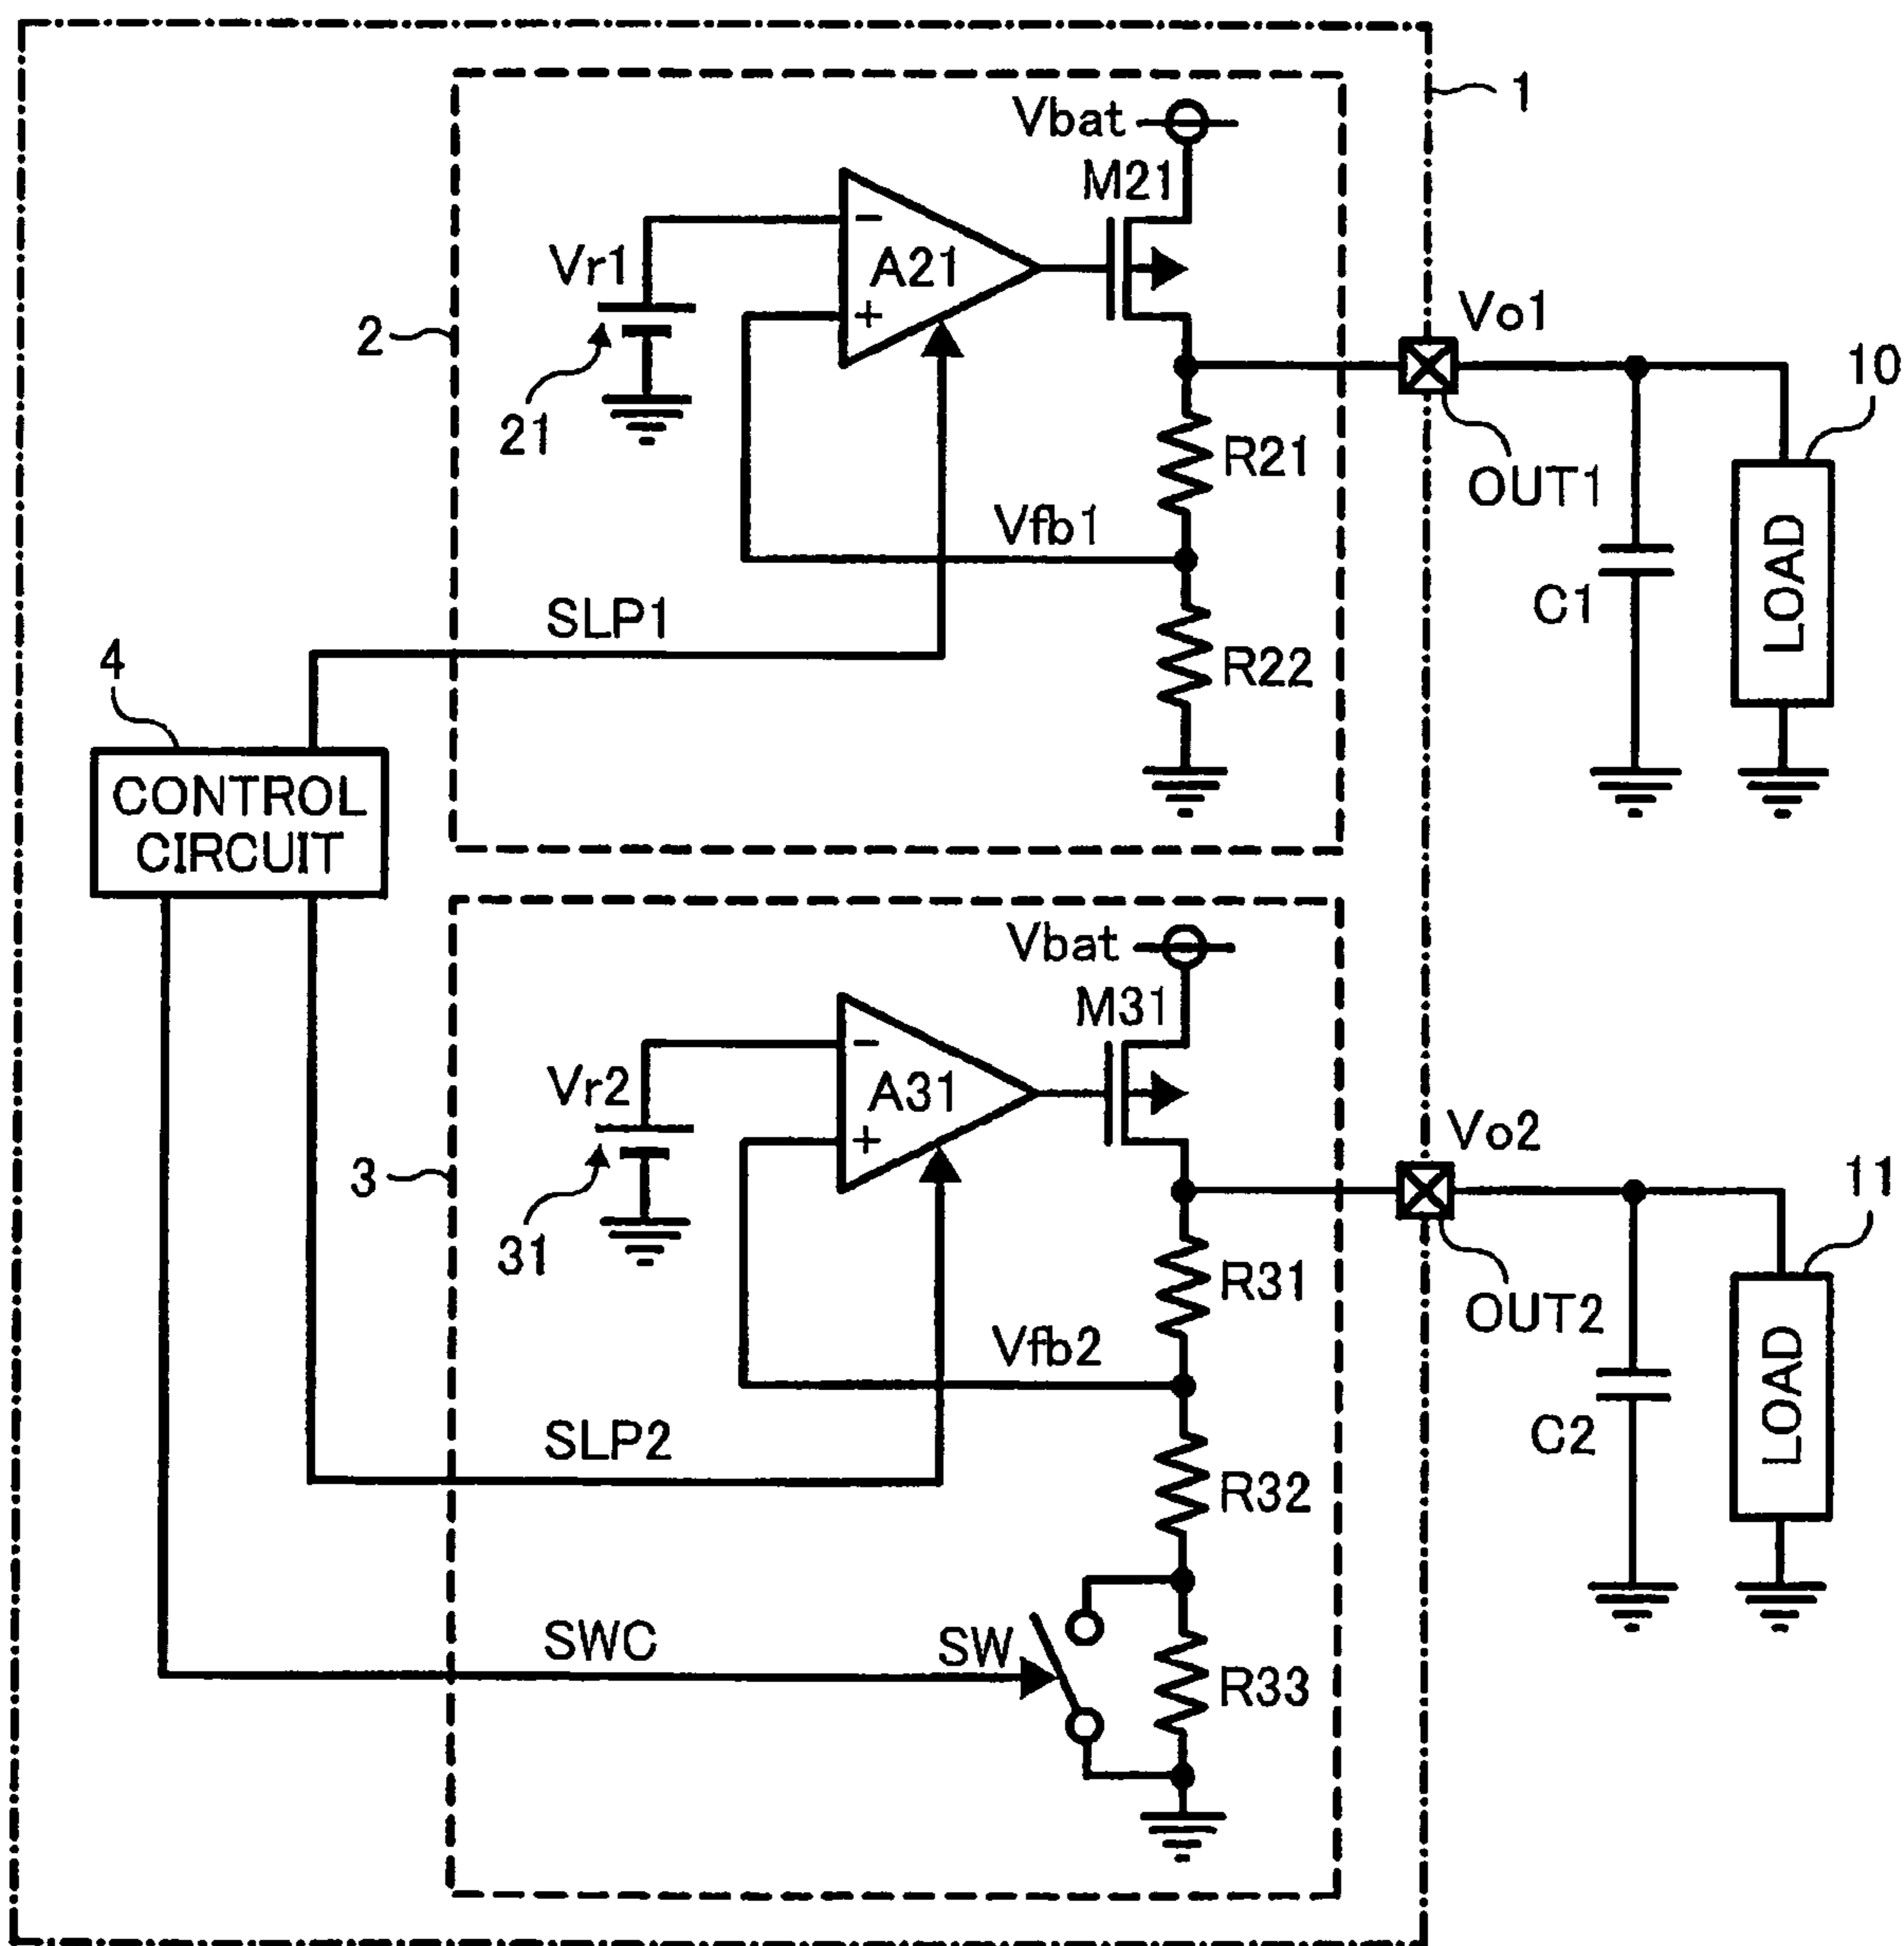 1
Vbat
M21
−
A21
+
Vr1
21
2
Vo1
10
R21
OUT1
Vfb1
C1
LOAD
SLP1
R22
4
CONTROL
CIRCUIT
Vbat
M31
−
A31
+
Vr2
31
3
Vo2
11
R31
OUT2
Vfb2
C2
LOAD
SLP2
R32
SWC
SW
R33